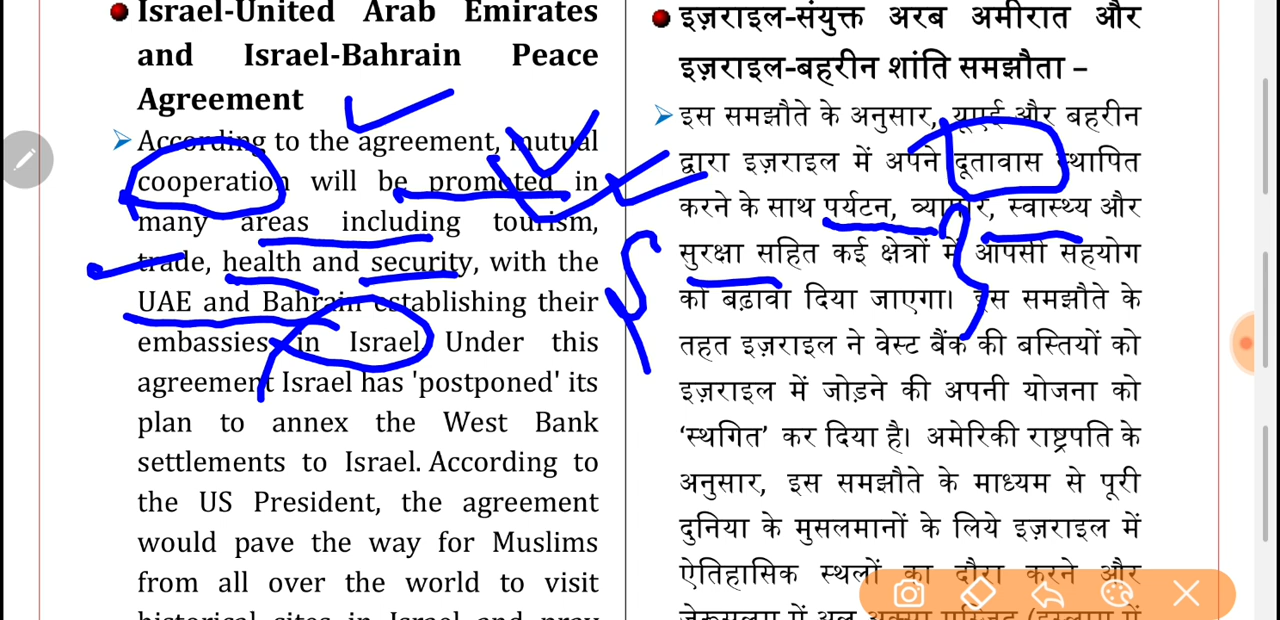 Israel-United Arab Emirates
and Israel-Bahrain Peace
Agreement
According to the agreement, mutual
cooperation will be promoted in
many areas including tourism,
trade, health and security, with the
UAE and Bahrain establishing their
embassies in Israel. Under this
agreement Israel has 'postponed' its
plan to annex the West Bank
settlements to Israel. According to
the US President, the agreement
would pave the way for Muslims
from all over the world to visit
historical sites in Israel and pray
इज़राइल-संयुक्त अरब अमीरात और
इज़राइल-बहरीन शांति समझौता –
इस समझौते के अनुसार, यूएई और बहरीन
द्वारा इज़राइल में अपने दूतावास स्थापित
करने के साथ पर्यटन, व्यापार, स्वास्थ्य और
सुरक्षा सहित कई क्षेत्रों में आपसी सहयोग
को बढ़ावा दिया जाएगा। इस समझौते के
तहत इज़राइल ने वेस्ट बैंक की बस्तियों को
इज़राइल में जोड़ने की अपनी योजना को
‘स्थगित’ कर दिया है। अमेरिकी राष्ट्रपति के
अनुसार, इस समझौते के माध्यम से पूरी
दुनिया के मुसलमानों के लिये इज़राइल में
ऐतिहासिक स्थलों का दौरा करने और